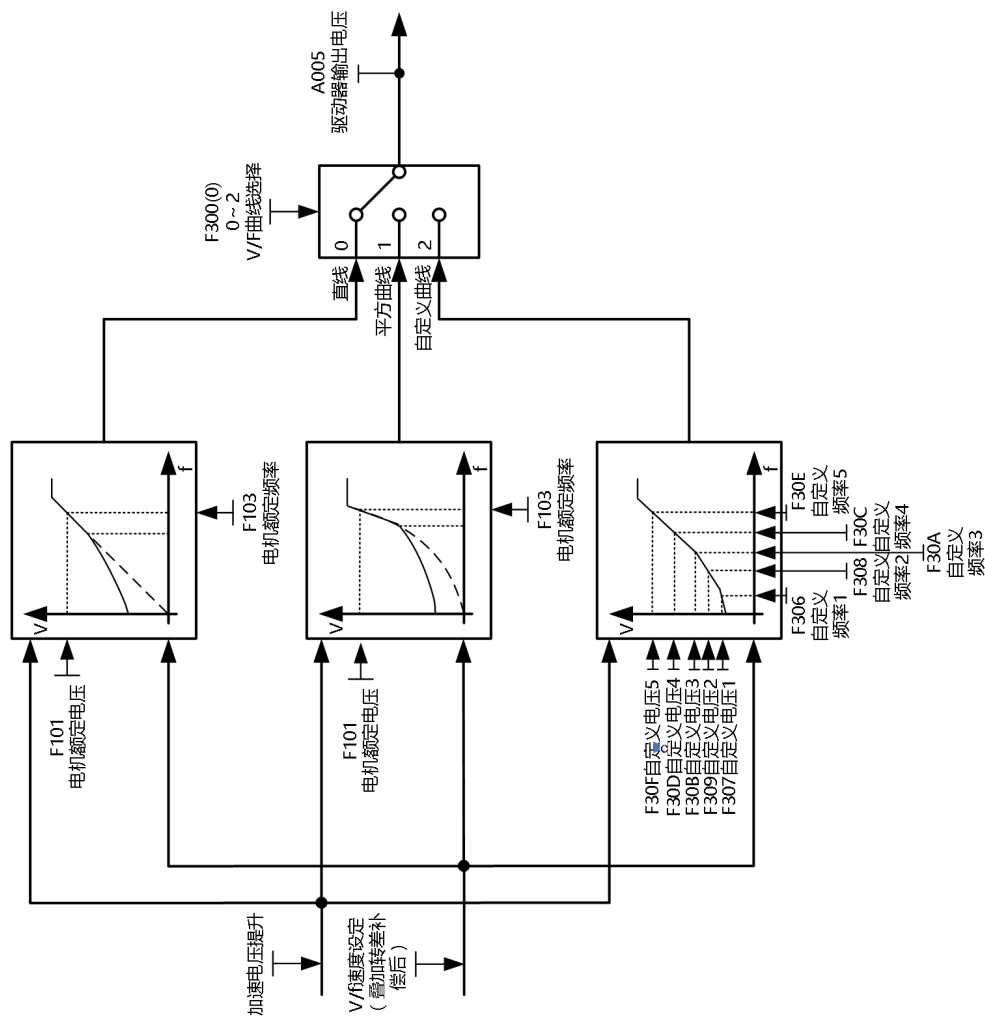 A005
驱动器输出电压
F300(0)
0～2
V/F曲线选择
0
1
2
直线
平方曲线
自定义曲线
V
f
F103
电机额定频率
F101
电机额定电压
V
f
F103
电机额定频率
F101
电机额定电压
V
f
F306
自定义
频率1
F308
自定义
频率2
F30A
自定义
频率3
F30C
自定义
频率4
F30E
自定义
频率5
F30F自定义电压5
F30D自定义电压4
F30B自定义电压3
F309自定义电压2
F307自定义电压1
加速电压提升
V/f速度设定
（叠加转差补
偿后）